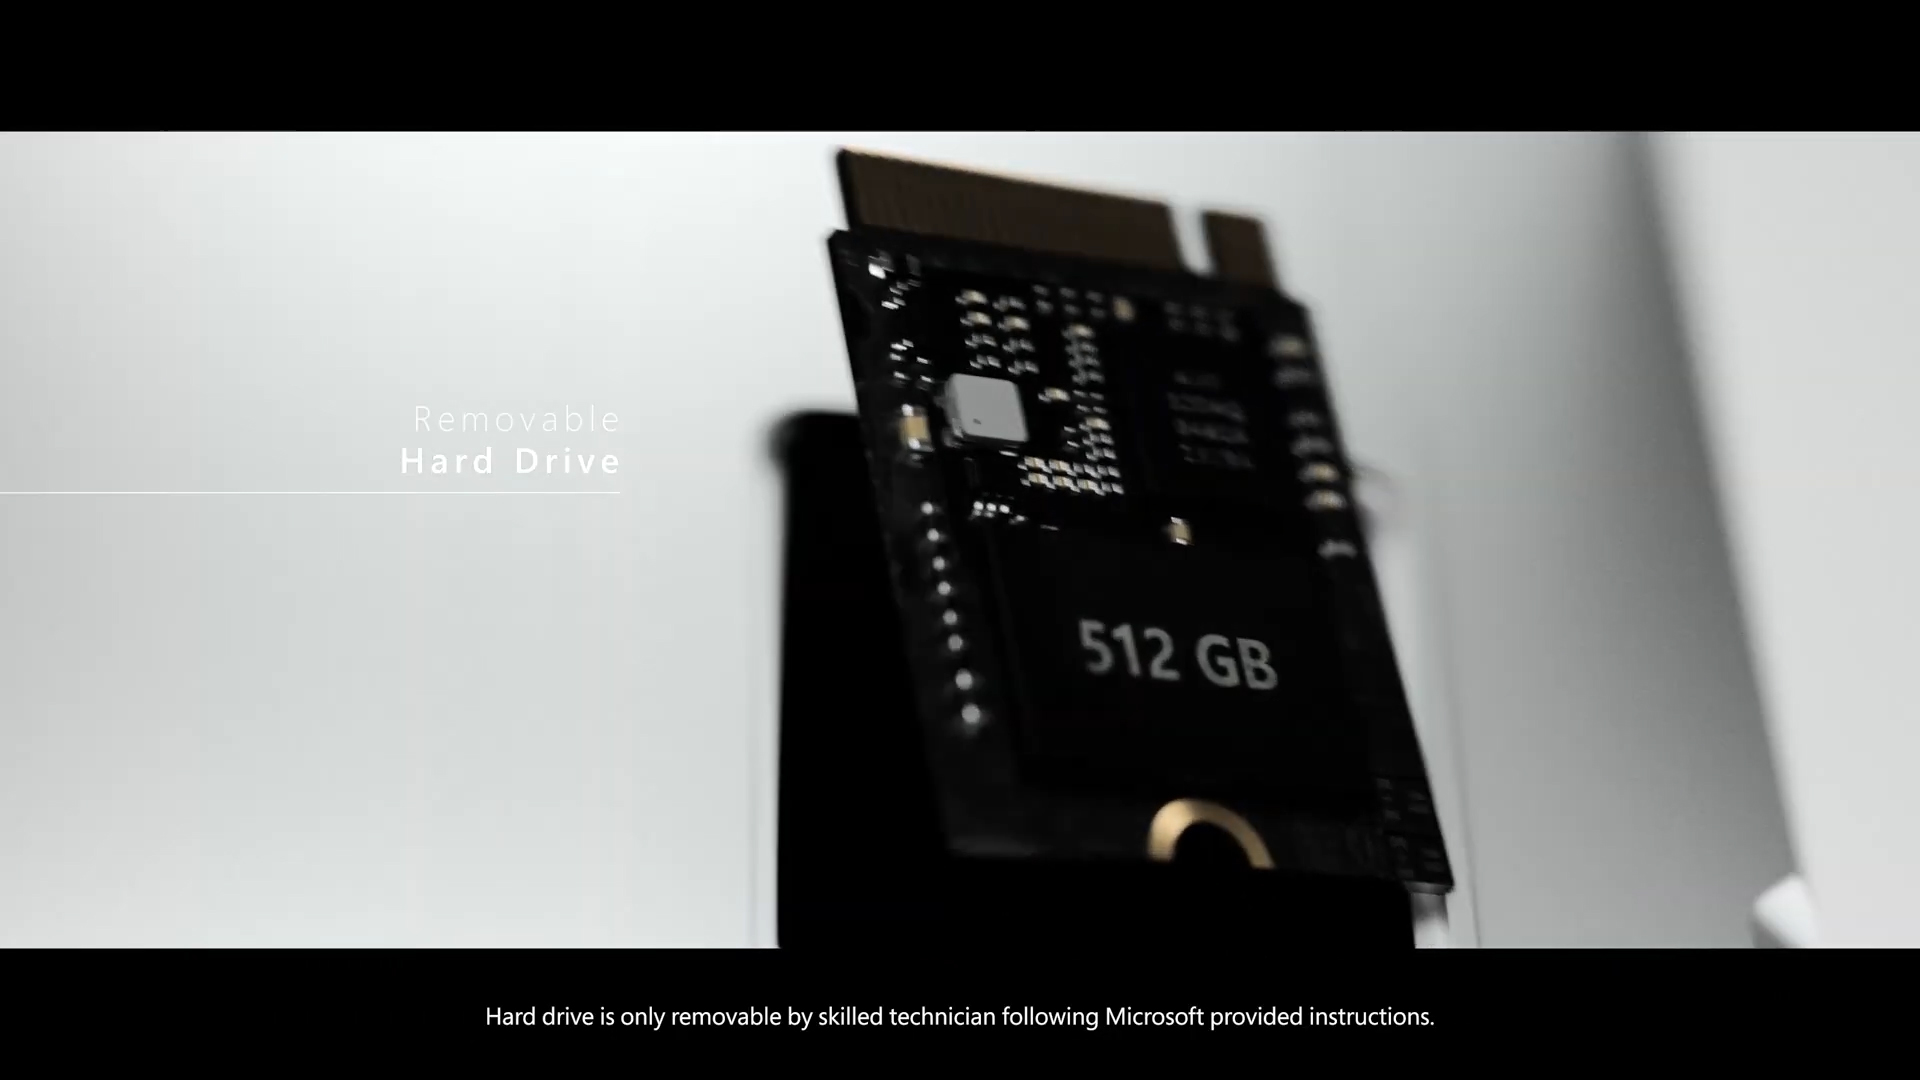 Removable
Hard Drive
512 GB
Hard drive is only removable by skilled technician following Microsoft provided instructions.